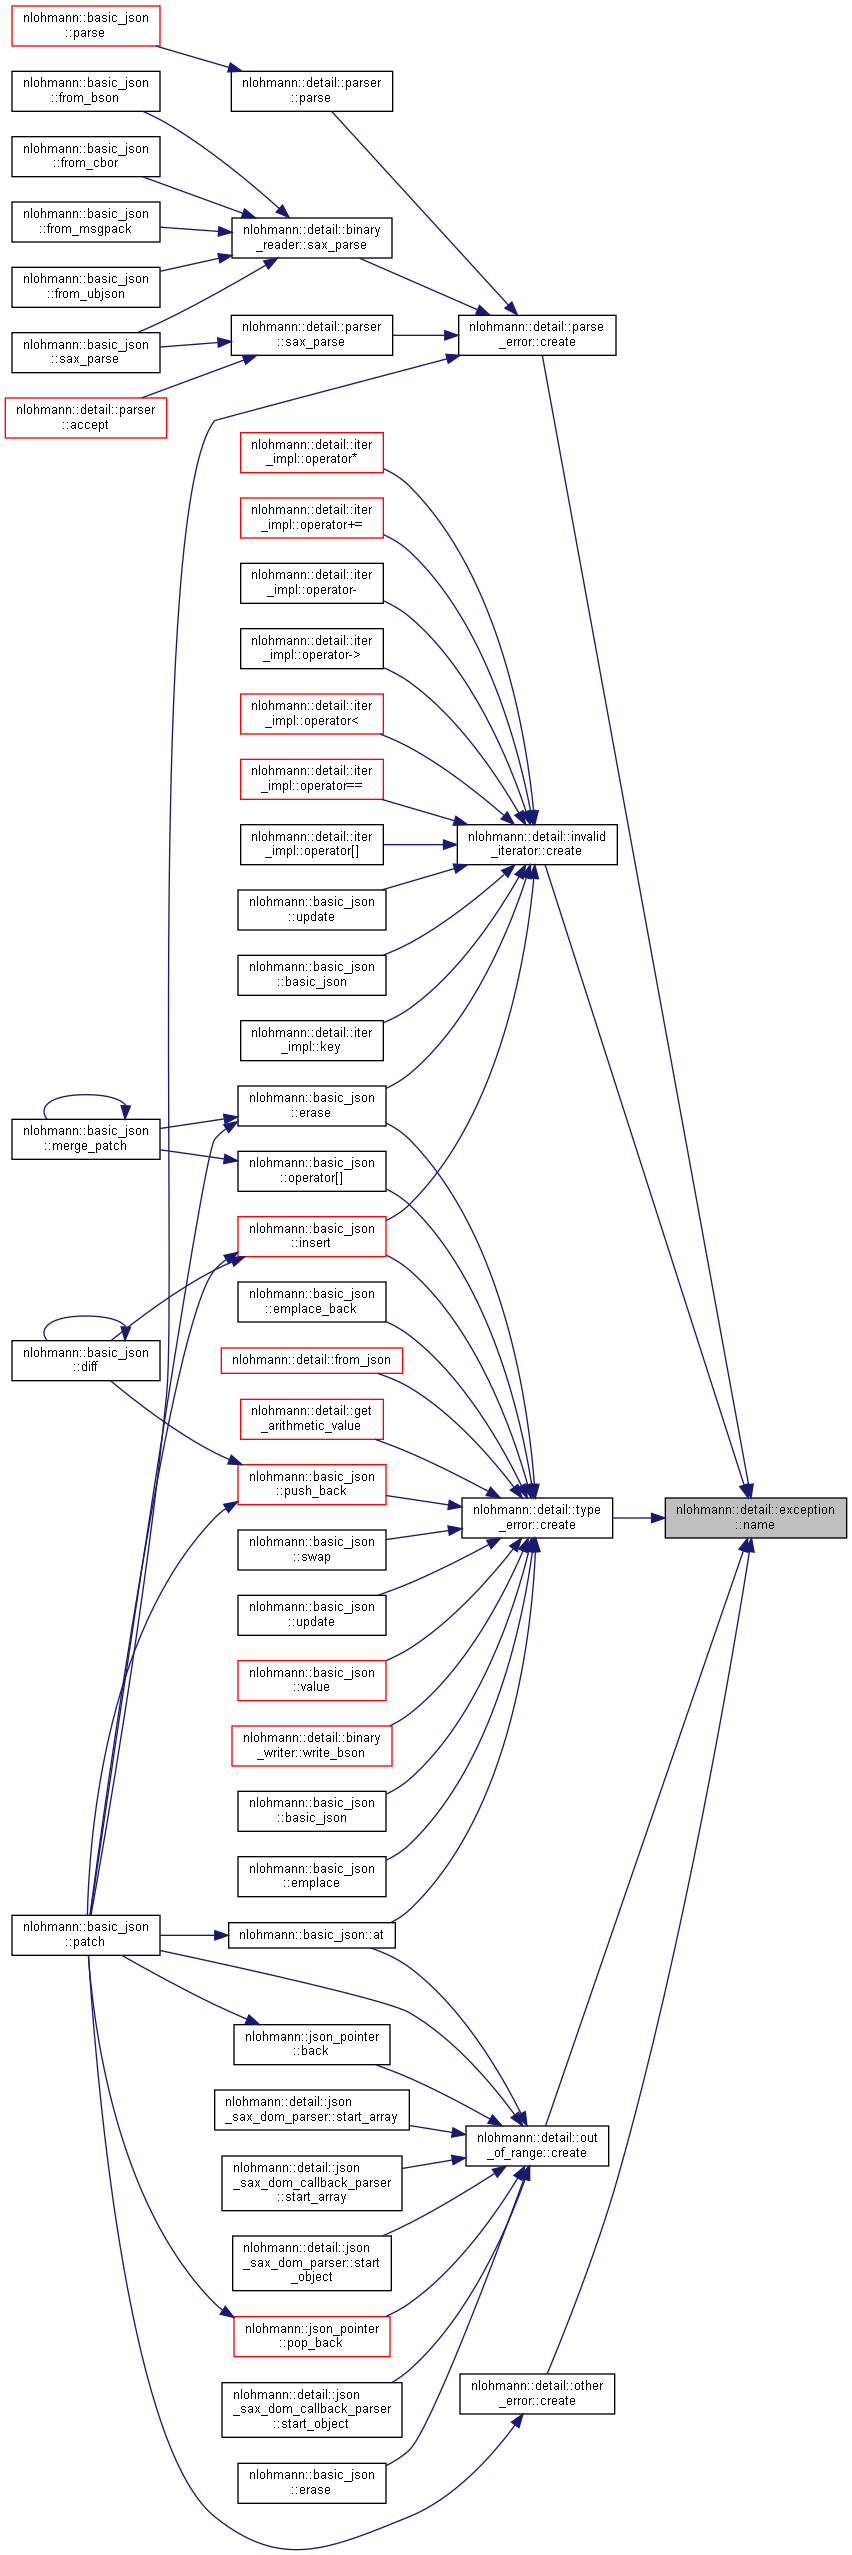 nlohmann::basic_json
::parse
nlohmann::detail::parser
::parse
nlohmann::basic_json
::from_bson
nlohmann::basic_json
::from_cbor
nlohmann::basic_json
::from_msgpack
nlohmann::detail::binary
_reader::sax_parse
nlohmann::basic_json
::from_ubjson
nlohmann::basic_json
::sax_parse
nlohmann::detail::parser
::sax_parse
nlohmann::detail::parse
_error::create
nlohmann::detail::parser
::accept
nlohmann::detail::iter
_impl::operator*
nlohmann::detail::iter
_impl::operator+=
nlohmann::detail::iter
_impl::operator-
nlohmann::detail::iter
_impl::operator->
nlohmann::detail::iter
_impl::operator<
nlohmann::detail::iter
_impl::operator==
nlohmann::detail::iter
_impl::operator[]
nlohmann::detail::invalid
_iterator::create
nlohmann::basic_json
::update
nlohmann::basic_json
::basic_json
nlohmann::detail::iter
_impl::key
nlohmann::basic_json
::erase
nlohmann::basic_json
::merge_patch
nlohmann::basic_json
::operator[]
nlohmann::basic_json
::insert
nlohmann::basic_json
::emplace_back
nlohmann::basic_json
::diff
nlohmann::detail::from_json
nlohmann::detail::get
_arithmetic_value
nlohmann::basic_json
::push_back
nlohmann::detail::type
_error::create
nlohmann::detail::exception
::name
nlohmann::basic_json
::swap
nlohmann::basic_json
::update
nlohmann::basic_json
::value
nlohmann::detail::binary
_writer::write_bson
nlohmann::basic_json
::basic_json
nlohmann::basic_json
::emplace
nlohmann::basic_json
::patch
nlohmann::basic_json::at
nlohmann::json_pointer
::back
nlohmann::detail::json
_sax_dom_parser::start_array
nlohmann::detail::out
_of_range::create
nlohmann::detail::json
_sax_dom_callback_parser
::start_array
nlohmann::detail::json
_sax_dom_parser::start
_object
nlohmann::json_pointer
::pop_back
nlohmann::detail::json
_sax_dom_callback_parser
::start_object
nlohmann::detail::other
_error::create
nlohmann::basic_json
::erase